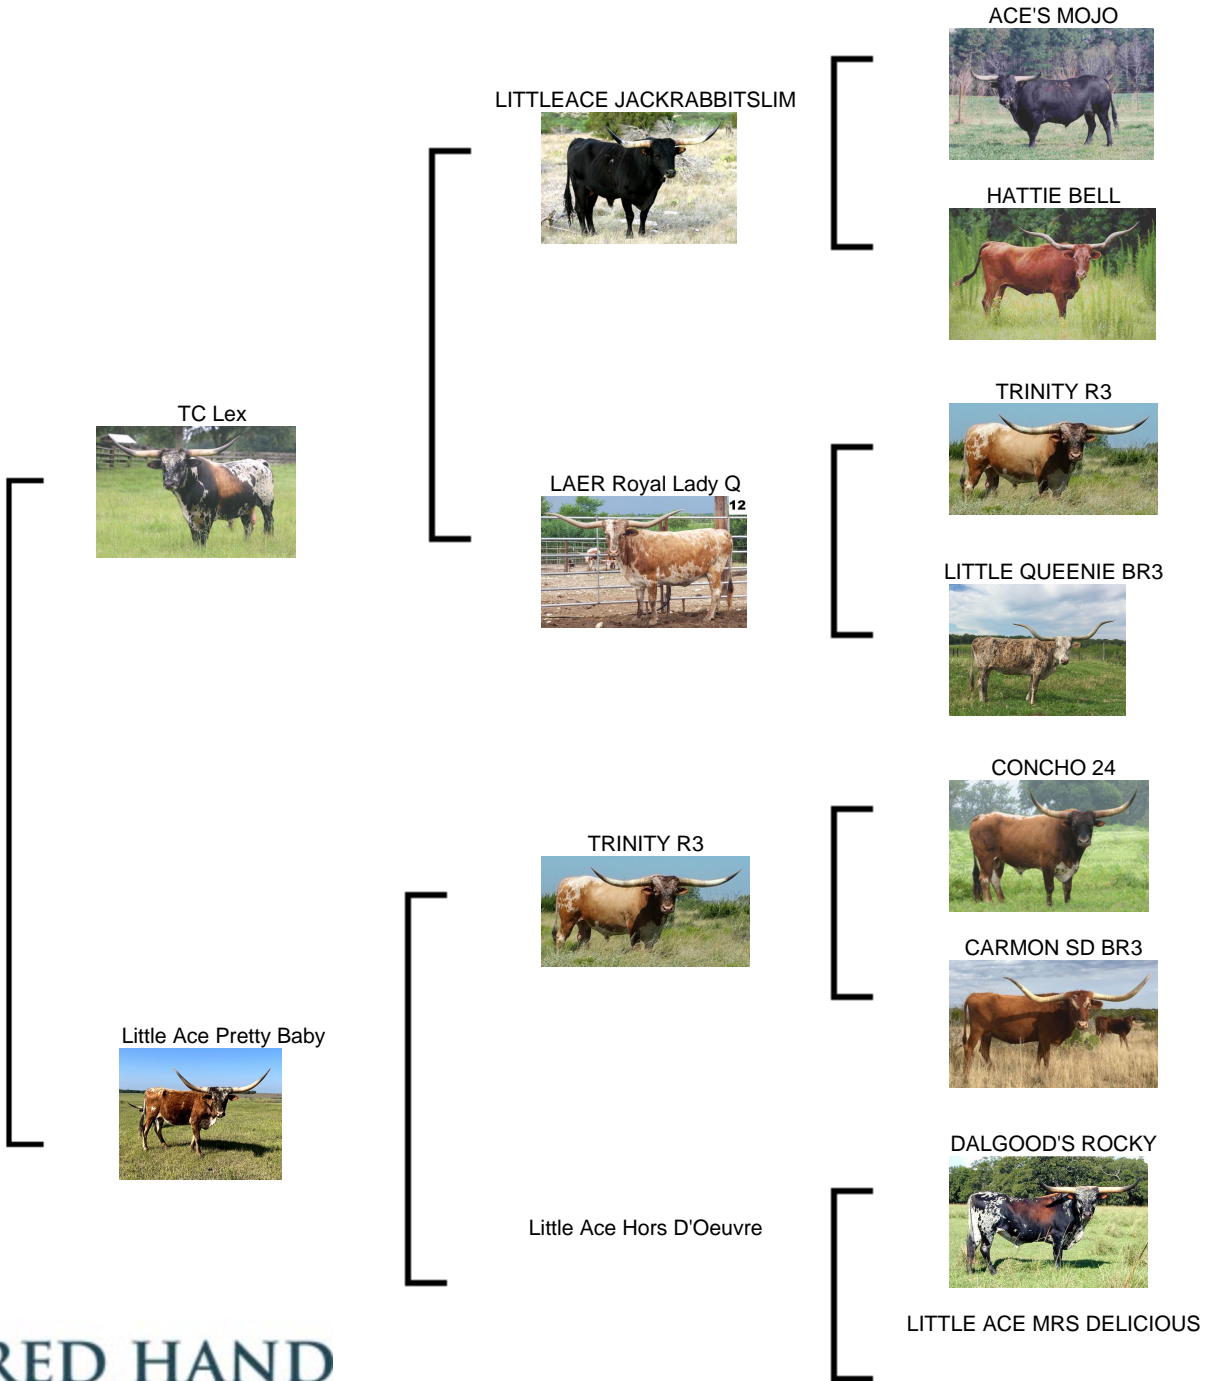 ACE'S MOJO
LITTLEACE JACKRABBITSLIM
HATTIE BELL
TC Lex
TRINITY R3
LAER Royal Lady Q
12
LITTLE QUEENIE BR3
CONCHO 24
TRINITY R3
CARMON SD BR3
Little Ace Pretty Baby
DALGOOD'S ROCKY
Little Ace Hors D'Oeuvre
LITTLE ACE MRS DELICIOUS
RED HAND